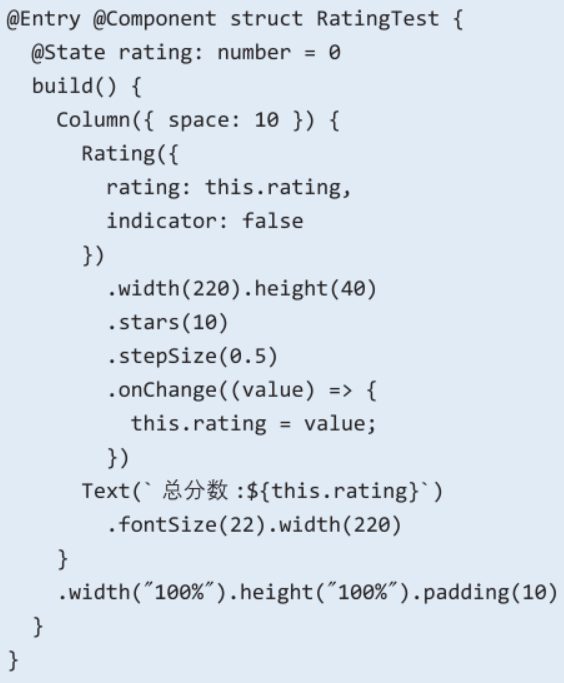 @Entry @Component struct RatingTest {
  @State rating: number = 0
  build() {
    Column({ space: 10 }) {
      Rating({
        rating: this.rating,
        indicator: false
      })
        .width(220).height(40)
        .stars(10)
        .stepSize(0.5)
        .onChange((value) => {
          this.rating = value;
        })
      Text(` 总分数 :${this.rating}`)
        .fontSize(22).width(220)
    }
    .width(″100%″).height(″100%″).padding(10)
  }
}